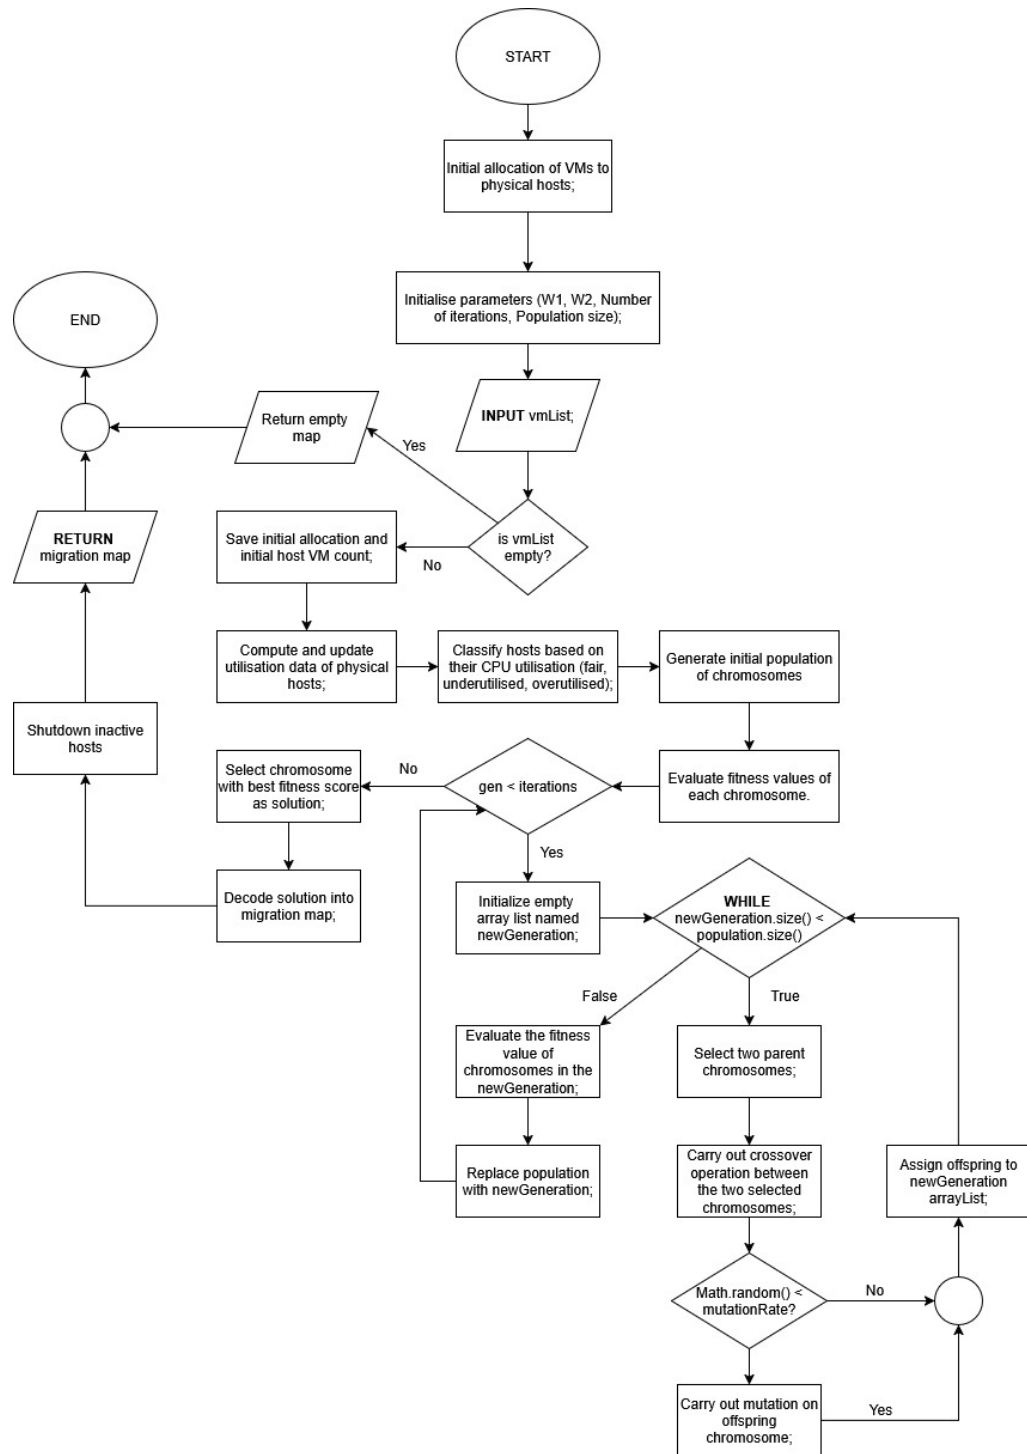 START
Initial allocation of VMs to
physical hosts;
Initialise parameters (W1, W2, Number
of iterations, Population size);
END
INPUT vmList;
Return empty
map
Yes
is vmList
empty?
No
Save initial allocation and
initial host VM count;
RETURN
migration map
Compute and update
utilisation data of physical
hosts;
Classify hosts based on
their CPU utilisation (fair,
underutilised, overutilised);
Generate initial population
of chromosomes
Shutdown inactive
hosts
Evaluate fitness values of
each chromosome.
gen < iterations
No
Select chromosome
with best fitness score
as solution;
Yes
Decode solution into
migration map;
Initialize empty
array list named
newGeneration;
WHILE
newGeneration.size() <
population.size()
False
True
Evaluate the fitness
value of
chromosomes in the
newGeneration;
Select two parent
chromosomes;
Replace population
with newGeneration;
Carry out crossover
operation between
the two selected
chromosomes;
Assign offspring to
newGeneration
arrayList;
Math.random() <
mutationRate?
No
Carry out mutation on
offspring
chromosome;
Yes